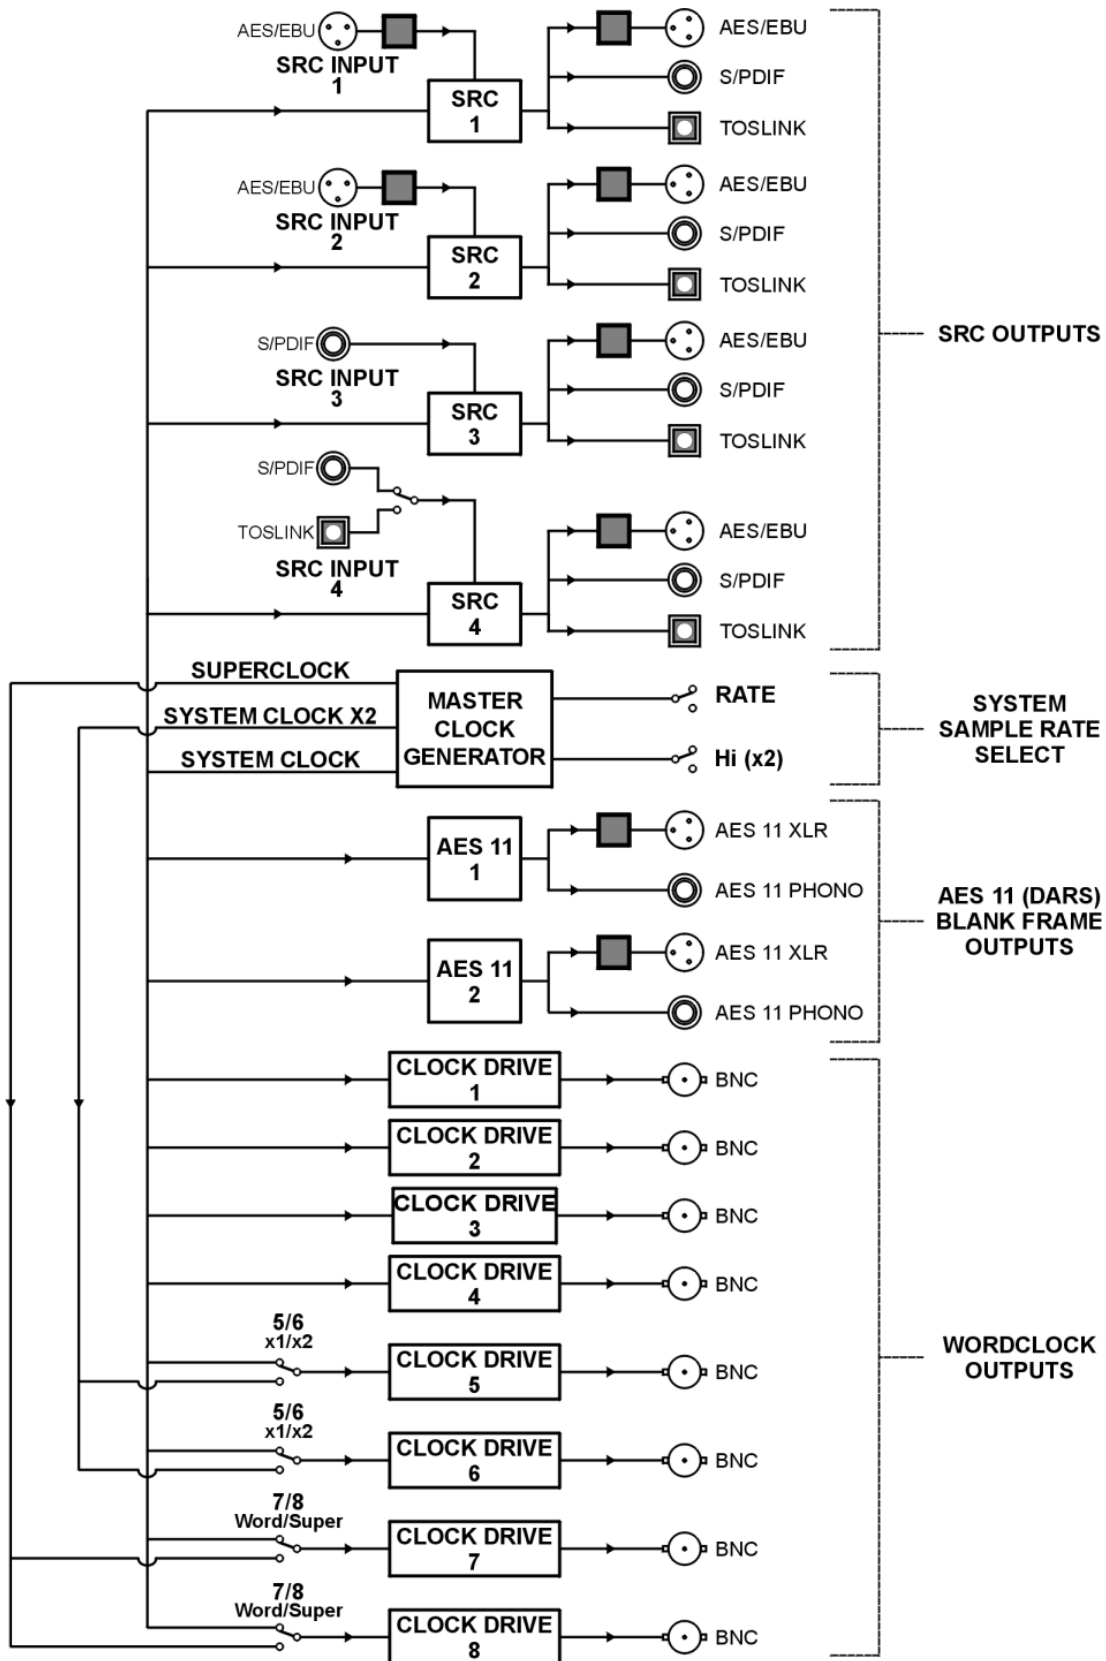 AES/EBU
SRC INPUT
1
SRC
1
AES/EBU
S/PDIF
TOSLINK
AES/EBU
SRC INPUT
2
SRC
2
AES/EBU
S/PDIF
TOSLINK
SRC OUTPUTS
S/PDIF
SRC INPUT
3
SRC
3
AES/EBU
S/PDIF
TOSLINK
S/PDIF
TOSLINK
SRC INPUT
4
SRC
4
AES/EBU
S/PDIF
TOSLINK
SUPERCLOCK
SYSTEM CLOCK X2
SYSTEM CLOCK
MASTER
CLOCK
GENERATOR
RATE
Hi (x2)
SYSTEM
SAMPLE RATE
SELECT
AES 11
1
AES 11 XLR
AES 11 PHONO
AES 11
2
AES 11 XLR
AES 11 PHONO
AES 11 (DARS)
BLANK FRAME
OUTPUTS
CLOCK DRIVE
1
BNC
CLOCK DRIVE
2
BNC
CLOCK DRIVE
3
BNC
CLOCK DRIVE
4
BNC
5/6
x1/x2
CLOCK DRIVE
5
BNC
WORDCLOCK
OUTPUTS
5/6
x1/x2
CLOCK DRIVE
6
BNC
7/8
Word/Super
CLOCK DRIVE
7
BNC
7/8
Word/Super
CLOCK DRIVE
8
BNC